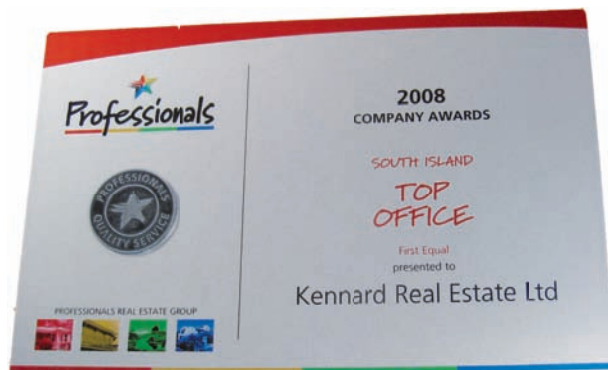 Professionals
PROFESSIONALS
QUALITY SERVICE
PROFESSIONALS REAL ESTATE GROUP
2008
COMPANY AWARDS
SOUTH ISLAND
TOP
OFFICE
First Equal
presented to
Kennard Real Estate Ltd